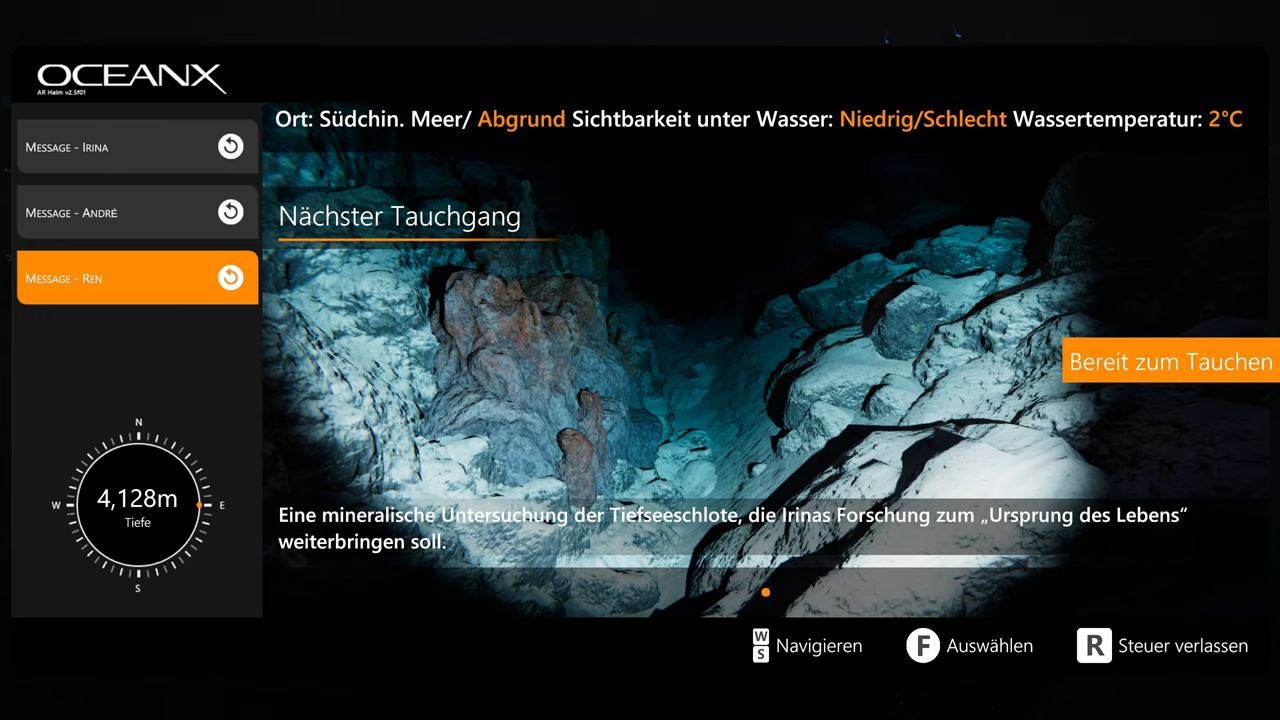 OCEANX
AR Helm v2.5f01
Ort: Südchin. Meer/ Abgrund Sichtbarkeit unter Wasser: Niedrig/Schlecht Wassertemperatur: 2°C
Message - Irina
Message - André
Message - Ren
Nächster Tauchgang
Bereit zum Tauchen
N
W
E
S
4,128m
Tiefe
Eine mineralische Untersuchung der Tiefseeschlote, die Irinas Forschung zum „Ursprung des Lebens“
weiterbringen soll.
W
S
Navigieren
F
Auswählen
R
Steuer verlassen